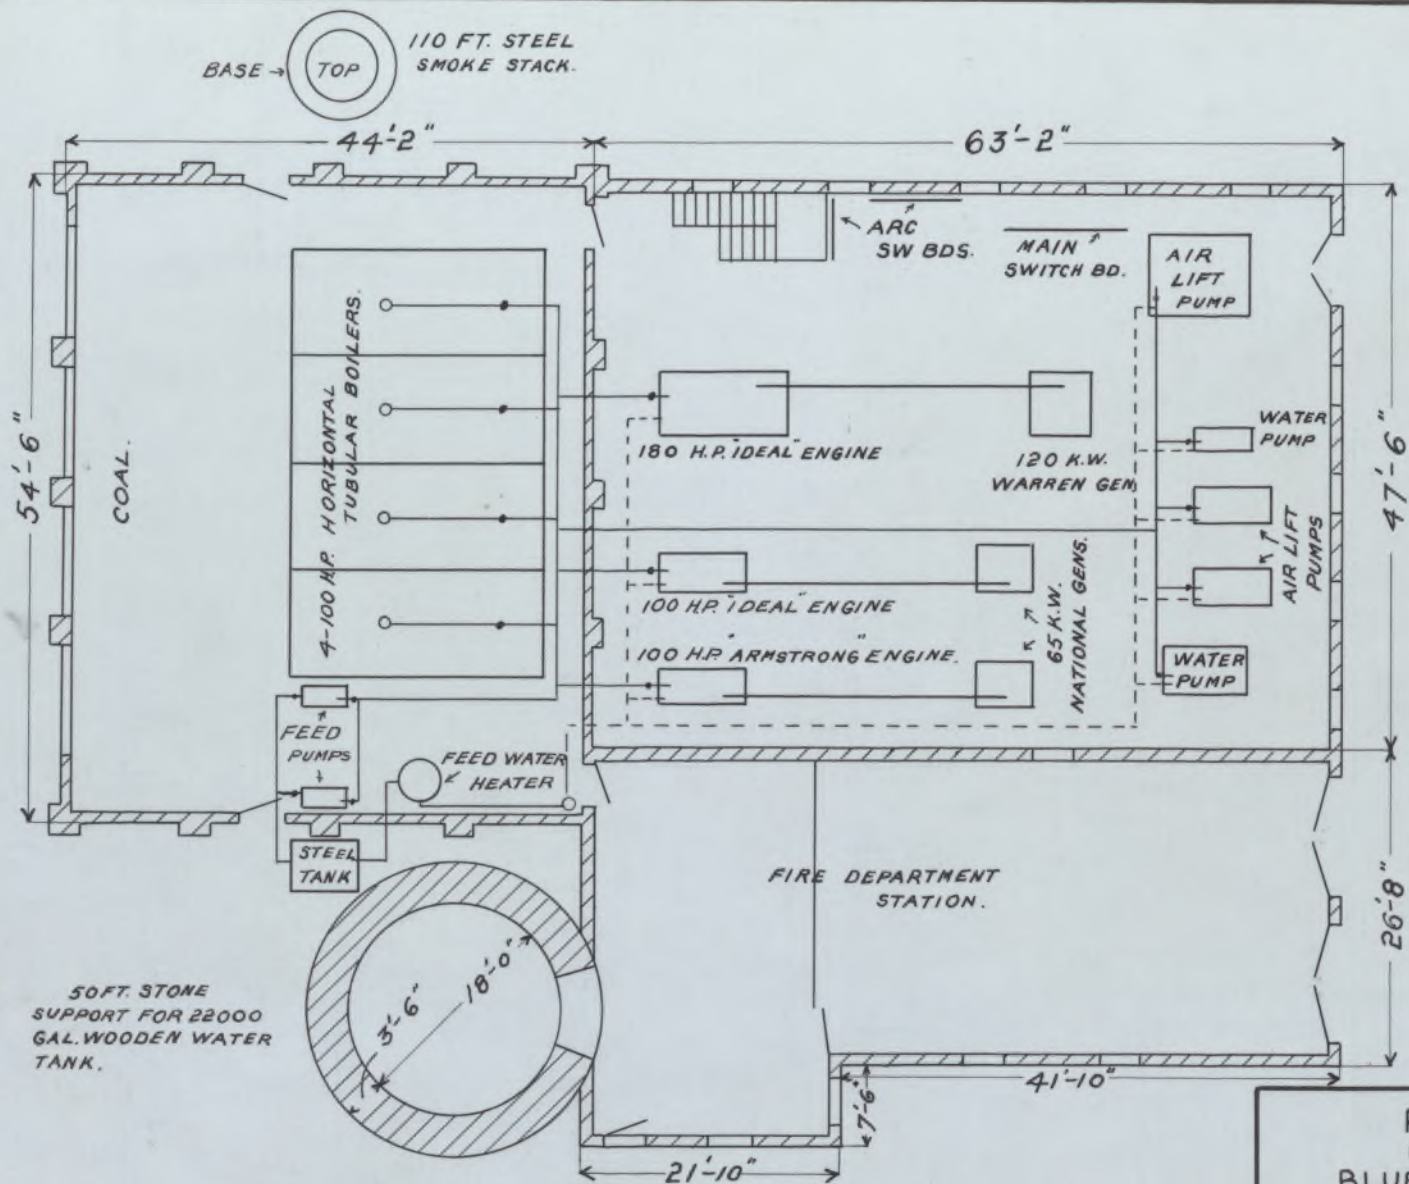 110 FT. STEEL
SMOKE STACK.
BASE
TOP
44'-2"
63'-2"
54'-6"
COAL.
4-100 H.P. HORIZONTAL
TUBULAR BOILERS.
ARC
SW BDS.
MAIN
SWITCH BD.
AIR
LIFT
PUMP
47'-6"
180 H.P. "IDEAL" ENGINE
120 K.W.
WARREN GEN
WATER
PUMP
AIR LIFT
PUMPS
100 H.P. "IDEAL" ENGINE
65 K.W.
NATIONAL GENS.
100 H.P. "ARMSTRONG" ENGINE.
WATER
PUMP
FEED
PUMPS
FEED WATER
HEATER
STEEL
TANK
FIRE DEPARTMENT
STATION.
26'-8"
18'-0"
3'-6"
50 FT. STONE
SUPPORT FOR 22000
GAL. WOODEN WATER
TANK.
41'-10"
7'-6"
21'-10"